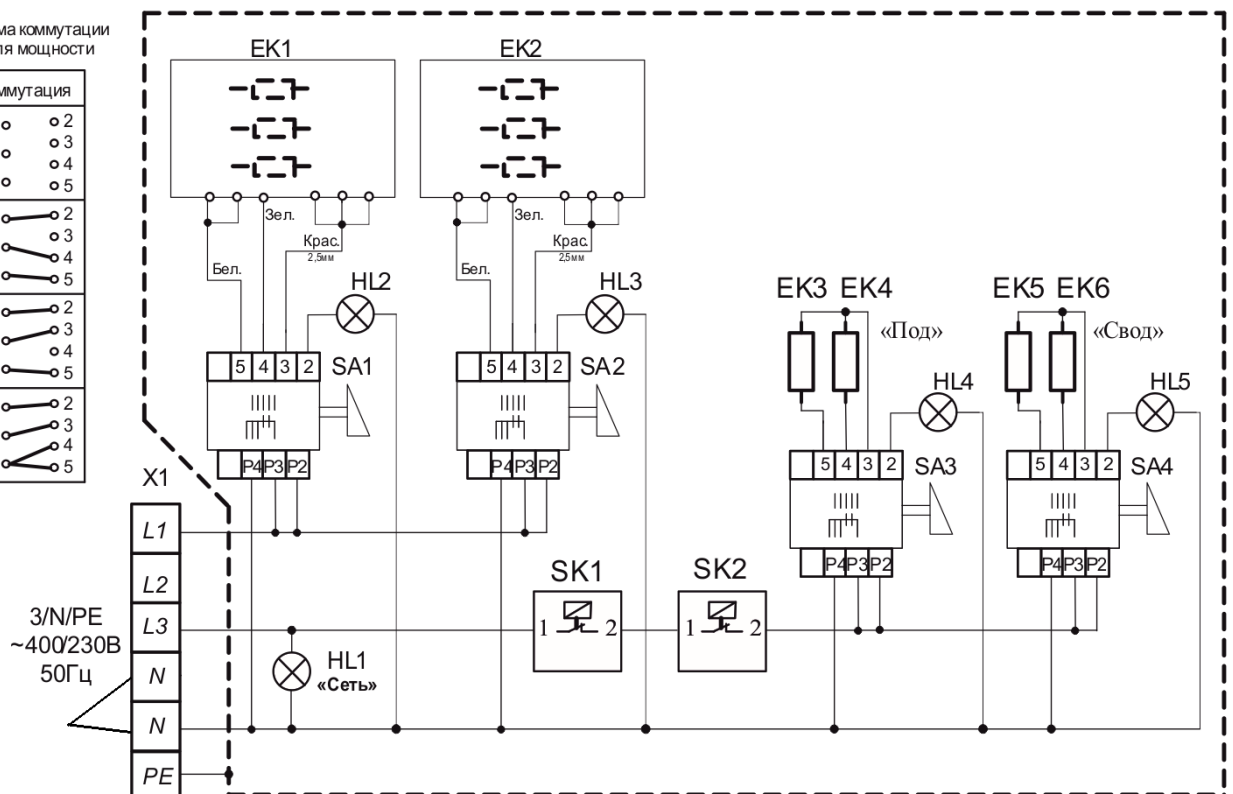 ма коммутации
ля мощности
ммутация
2
3
4
5
2
3
4
5
2
3
4
5
2
3
4
5
EK1
EK2
Зел.
Крас.
2,5мм
Бел.
HL2
Зел.
Крас.
2,5мм
Бел.
HL3
5 4 3 2
SA1
P4 P3 P2
5 4 3 2
SA2
P4 P3 P2
EK3 EK4
«Под»
HL4
5 4 3 2
SA3
P4 P3 P2
EK5 EK6
«Свод»
HL5
5 4 3 2
SA4
P4 P3 P2
X1
L1
L2
L3
N
N
PE
3/N/PE
~400/230В
50Гц
HL1
«Сеть»
SK1
1 2
SK2
1 2